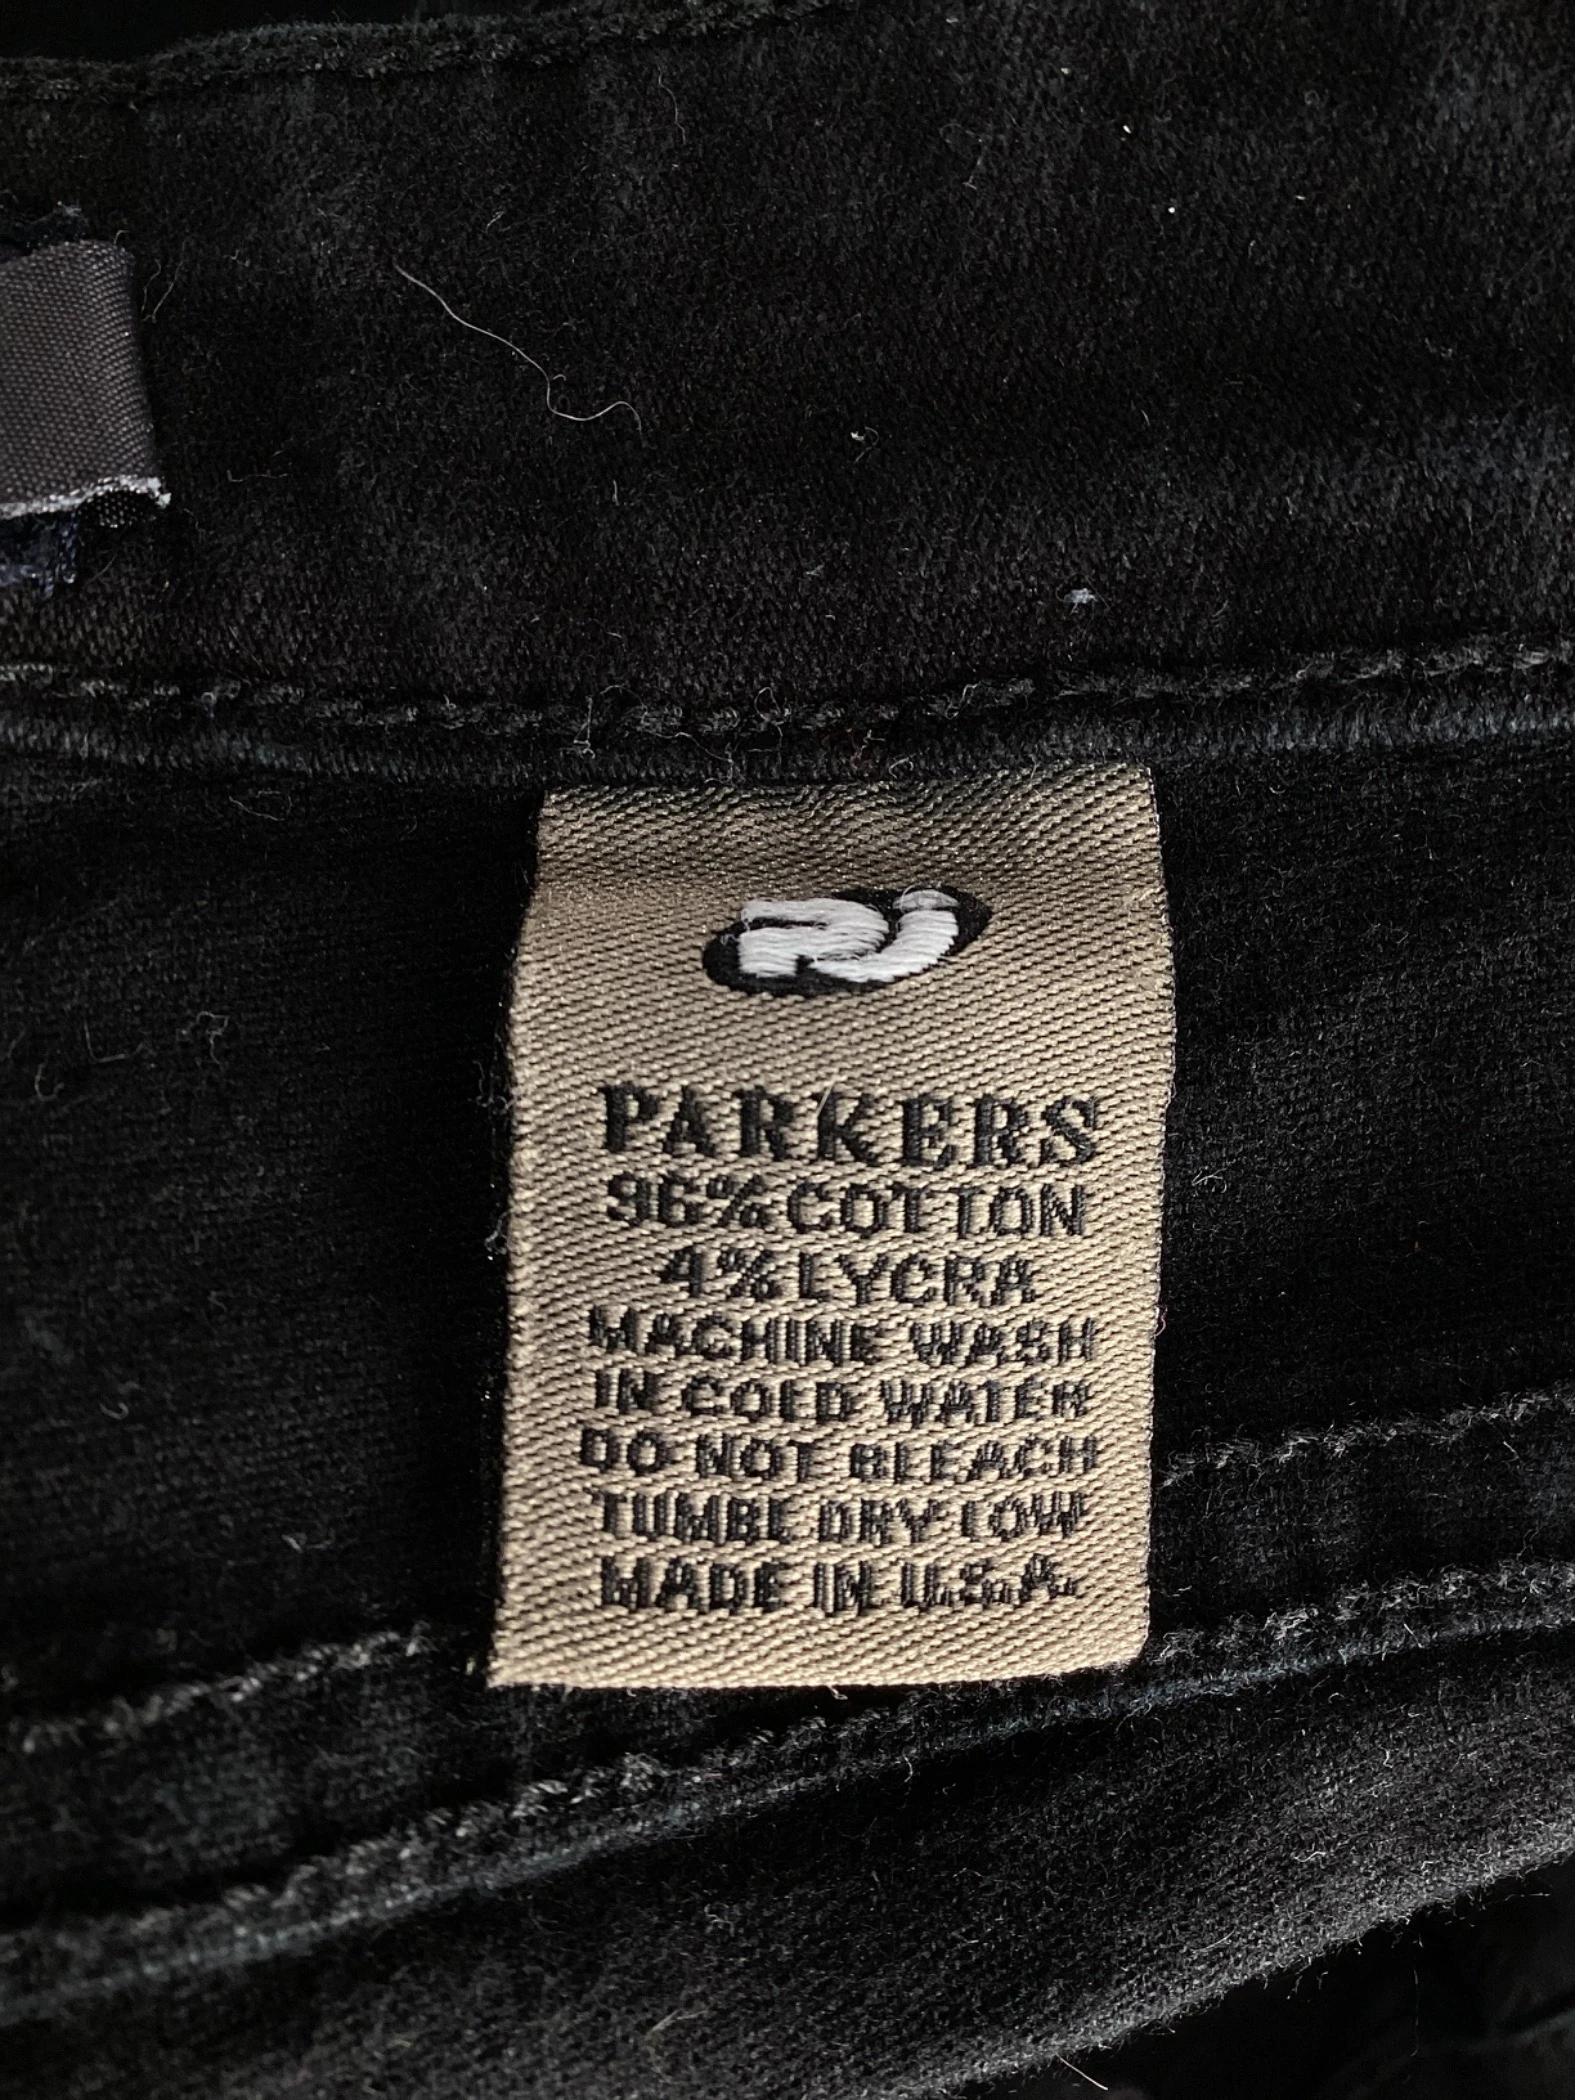 PARKERS
96% COTTON
4% LYCRA
MACHINE WASH
IN COLD WATER
DO NOT BLEACH
TUMBLE DRY LOW
MADE IN U.S.A.